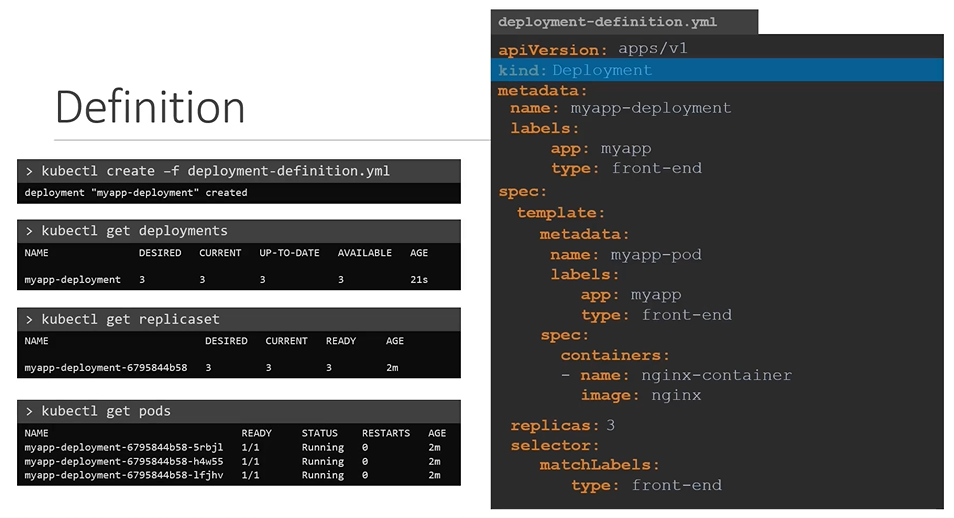 Definition
> kubectl create –f deployment-definition.yml
deployment "myapp-deployment" created
> kubectl get deployments
NAME DESIRED CURRENT UP-TO-DATE AVAILABLE AGE
myapp-deployment 3 3 3 3 21s
> kubectl get replicaset
NAME DESIRED CURRENT READY AGE
myapp-deployment-6795844b58 3 3 3 2m
> kubectl get pods
NAME READY STATUS RESTARTS AGE
myapp-deployment-6795844b58-5rbjl 1/1 Running 0 2m
myapp-deployment-6795844b58-h4w55 1/1 Running 0 2m
myapp-deployment-6795844b58-lfjhv 1/1 Running 0 2m
deployment-definition.yml
apiVersion: apps/v1
kind: Deployment
metadata:
name: myapp-deployment
labels:
app: myapp
type: front-end
spec:
template:
metadata:
name: myapp-pod
labels:
app: myapp
type: front-end
spec:
containers:
- name: nginx-container
image: nginx
replicas: 3
selector:
matchLabels:
type: front-end